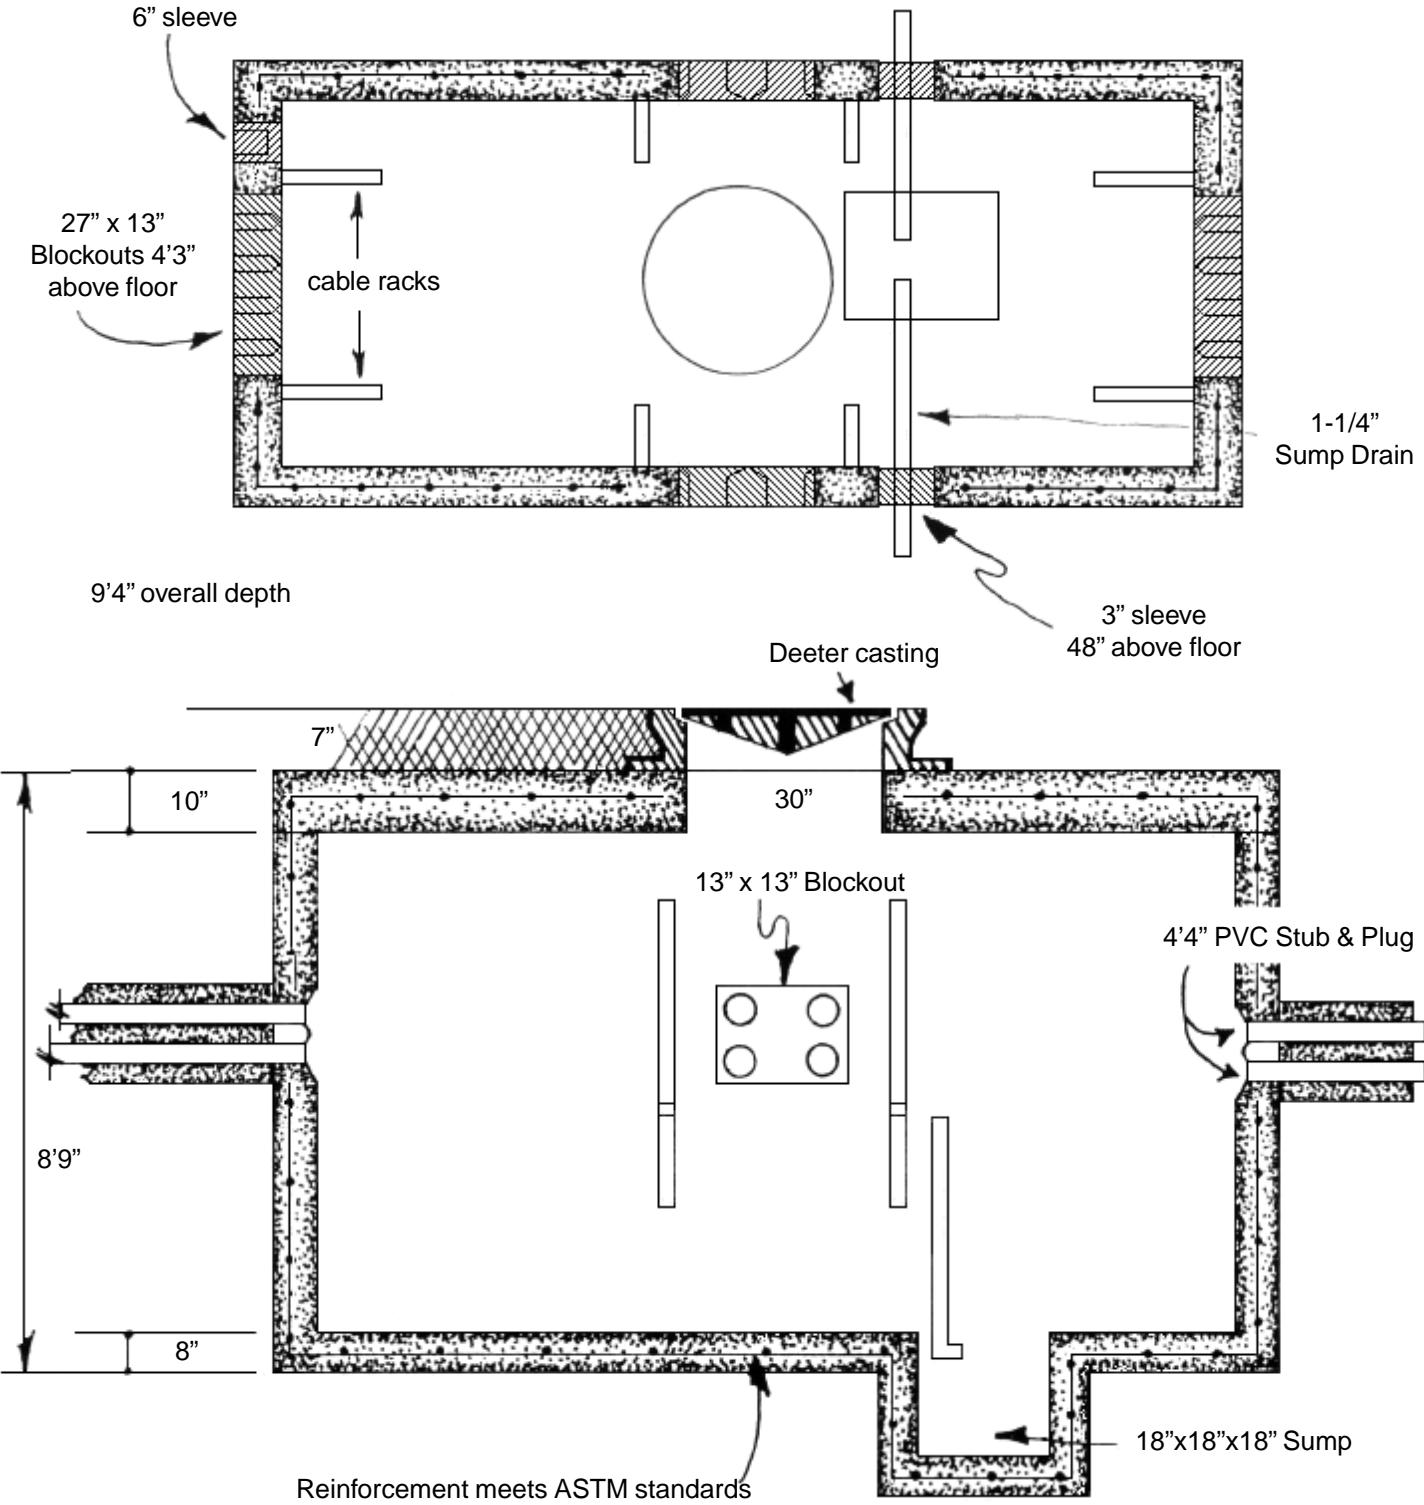 6” sleeve
27” x 13”
Blockouts 4’3”
above floor
cable racks
1-1/4”
Sump Drain
9’4” overall depth
3” sleeve
48” above floor
Deeter casting
7”
10”
30”
13” x 13” Blockout
4’4” PVC Stub & Plug
8’9”
8”
18”x18”x18” Sump
Reinforcement meets ASTM standards